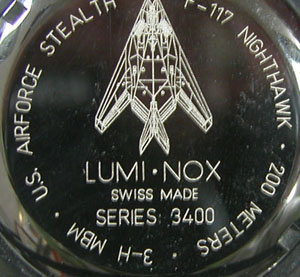 U.S. AIRFORCE STEALTH F-117 NIGHTHAWK · 200 METERS · 3-H MBM ·
LUMI·NOX
SWISS MADE
SERIES 3400